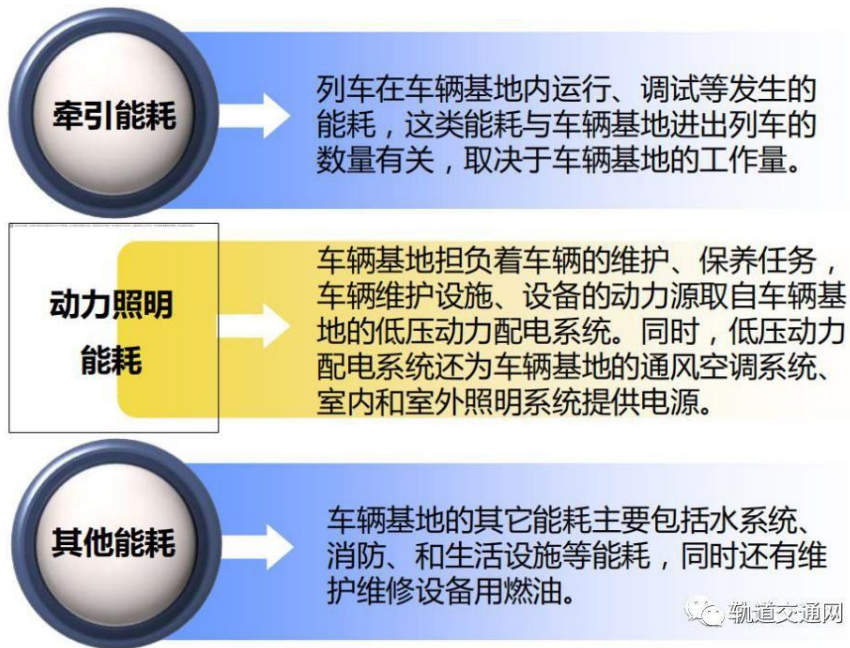 牵引能耗
列车在车辆基地内运行、调试等发生的
能耗，这类能耗与车辆基地进出列车的
数量有关，取决于车辆基地的工作量。
动力照明
能耗
车辆基地担负着车辆的维护、保养任务，
车辆维护设施、设备的动力源取自车辆基
地的低压动力配电系统。同时，低压动力
配电系统还为车辆基地的通风空调系统、
室内和室外照明系统提供电源。
其他能耗
车辆基地的其它能耗主要包括水系统、
消防、和生活设施等能耗，同时还有维
护维修设备用燃油。
轨道交通网